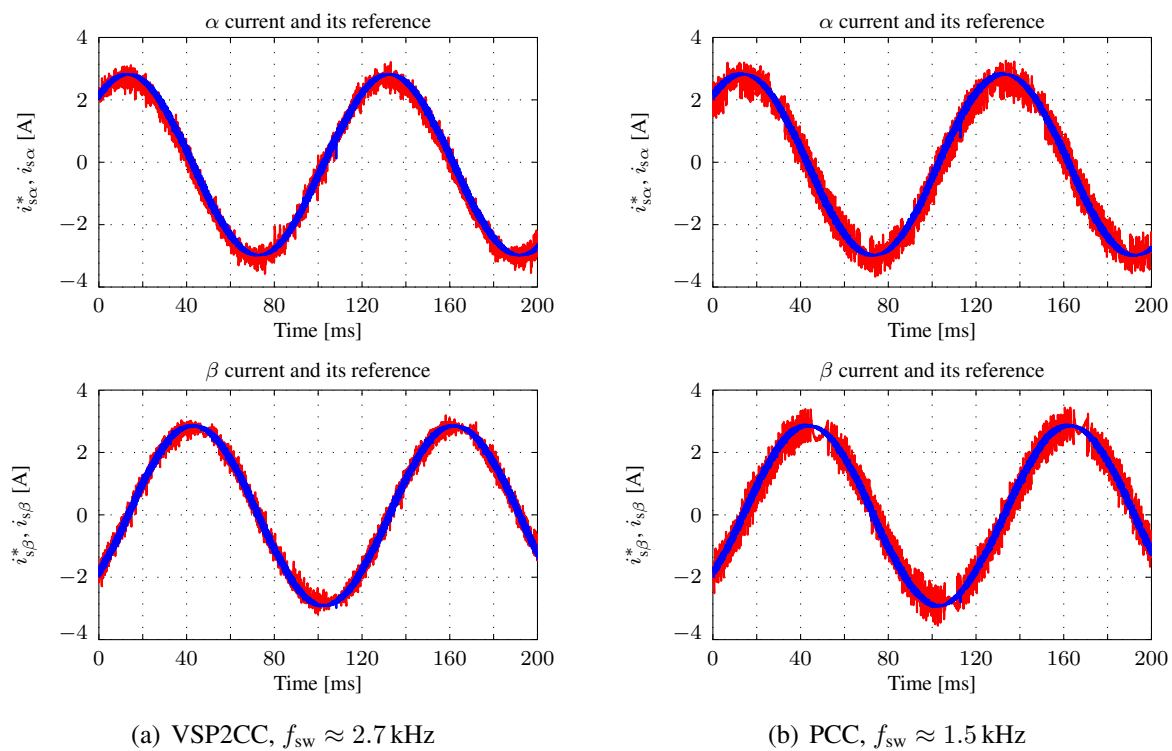 α current and its reference
4
2
0
−2
−4
i*sα, isα [A]
0 40 80 120 160 200
Time [ms]
α current and its reference
4
2
0
−2
−4
i*sα, isα [A]
0 40 80 120 160 200
Time [ms]
β current and its reference
4
2
0
−2
−4
i*sβ, isβ [A]
0 40 80 120 160 200
Time [ms]
β current and its reference
4
2
0
−2
−4
i*sβ, isβ [A]
0 40 80 120 160 200
Time [ms]
(a) VSP2CC, fsw ≈ 2.7 kHz
(b) PCC, fsw ≈ 1.5 kHz